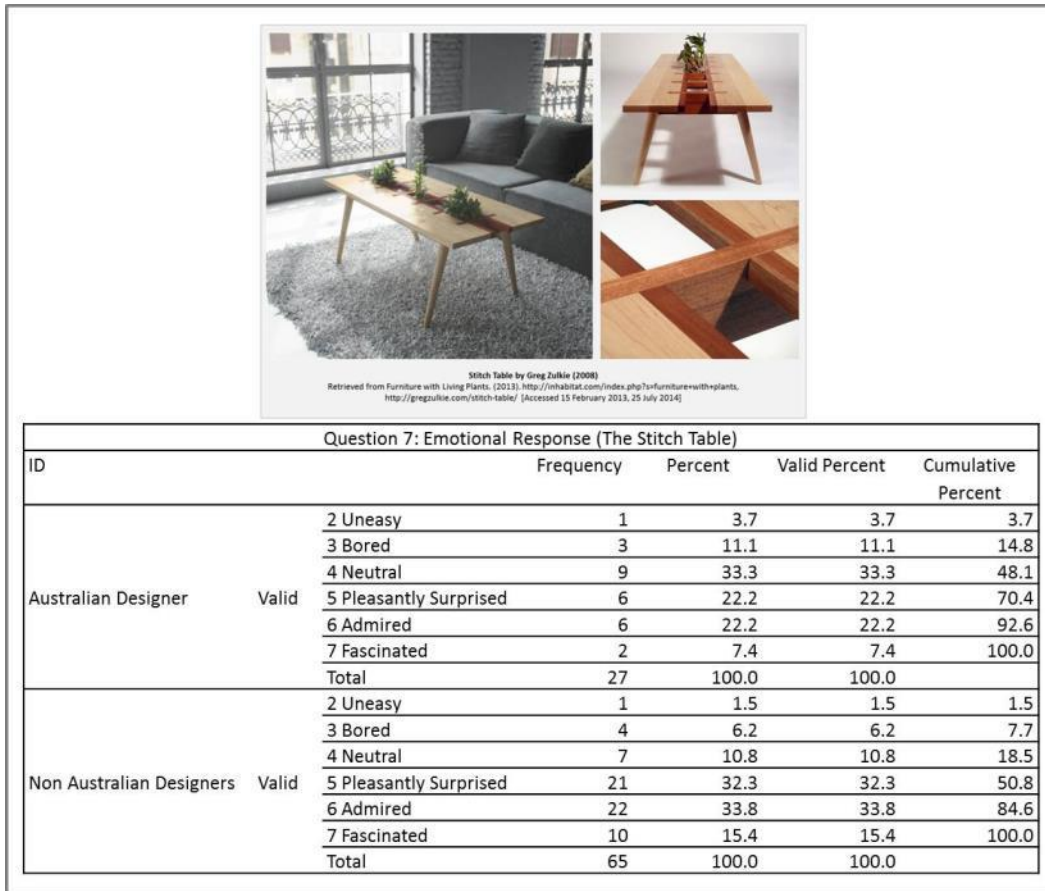 Stitch Table by Greg Zulkie (2008)
Retrieved from Furniture with Living Plants. (2013). http://inhabitat.com/index.php?s=furniture+with+plants,
http://gregzulkie.com/stitch-table/ [Accessed 15 February 2013, 25 July 2014]
Question 7: Emotional Response (The Stitch Table)
ID Frequency Percent Valid Percent Cumulative
Percent
2 Uneasy 1 3.7 3.7 3.7
3 Bored 3 11.1 11.1 14.8
4 Neutral 9 33.3 33.3 48.1
Australian Designer Valid 5 Pleasantly Surprised 6 22.2 22.2 70.4
6 Admired 6 22.2 22.2 92.6
7 Fascinated 2 7.4 7.4 100.0
Total 27 100.0 100.0
2 Uneasy 1 1.5 1.5 1.5
3 Bored 4 6.2 6.2 7.7
4 Neutral 7 10.8 10.8 18.5
Non Australian Designers Valid 5 Pleasantly Surprised 21 32.3 32.3 50.8
6 Admired 22 33.8 33.8 84.6
7 Fascinated 10 15.4 15.4 100.0
Total 65 100.0 100.0